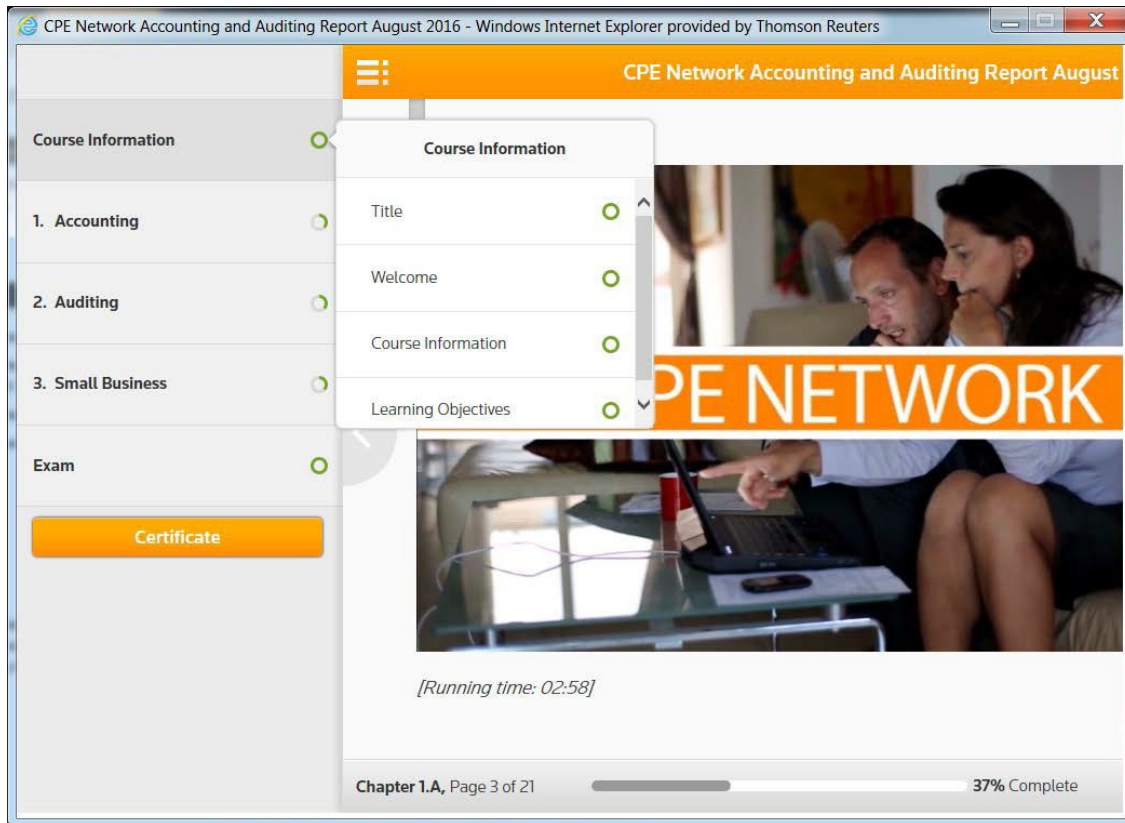 CPE Network Accounting and Auditing Report August 2016 - Windows Internet Explorer provided by Thomson Reuters
CPE Network Accounting and Auditing Report August
Course Information
1. Accounting
2. Auditing
3. Small Business
Exam
Certificate
Course Information
Title
Welcome
Course Information
Learning Objectives
PE NETWORK
[Running time: 02:58]
Chapter 1.A, Page 3 of 21
37% Complete